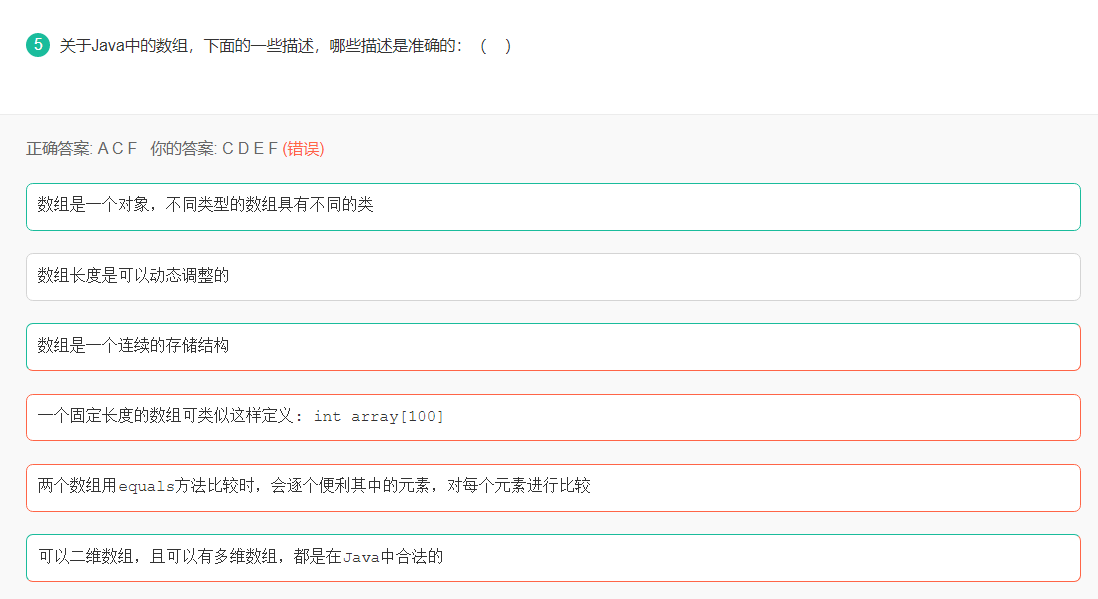 5 关于Java中的数组，下面的一些描述，哪些描述是准确的：（ ）
正确答案: A C F 你的答案: C D E F (错误)
数组是一个对象，不同类型的数组具有不同的类
数组长度是可以动态调整的
数组是一个连续的存储结构
一个固定长度的数组可类似这样定义: int array[100]
两个数组用equals方法比较时，会逐个便利其中的元素，对每个元素进行比较
可以二维数组，且可以有多维数组，都是在Java中合法的